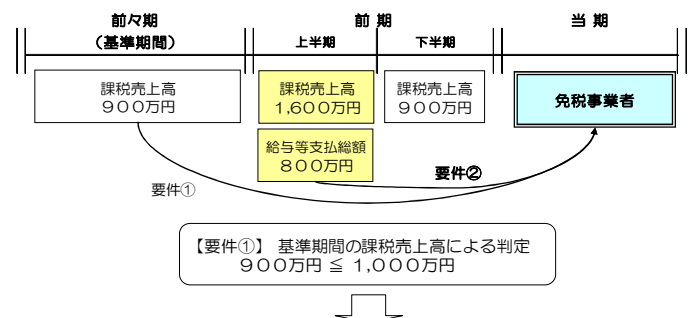 前々期
(基準期間)
前 期
上半期
下半期
当 期
課税売上高
900万円
課税売上高
1,600万円
課税売上高
900万円
免税事業者
給与等支払総額
800万円
要件②
要件①
【要件①】 基準期間の課税売上高による判定
900万円 ≦ 1,000万円